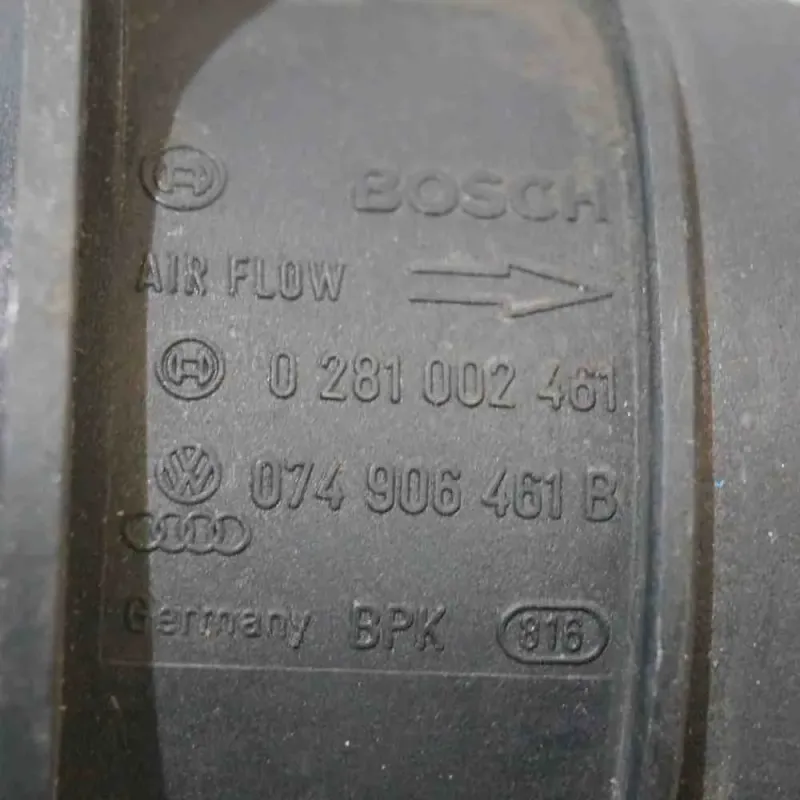 BOSCH
AIR FLOW
0 281 002 461
074 906 461 B
Germany BPK 816